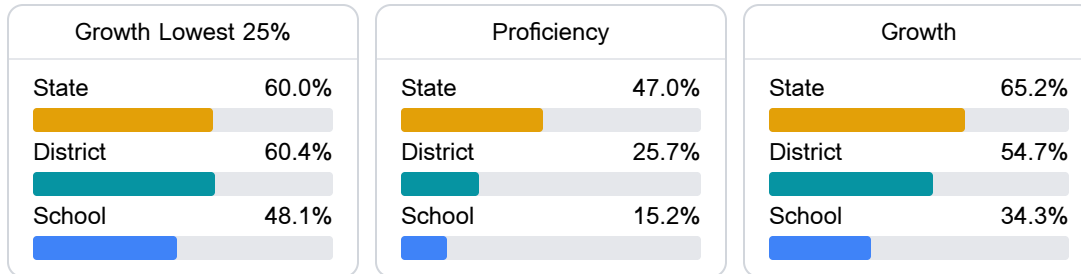 Growth Lowest 25%
State 60.0%
District 60.4%
School 48.1%
Proficiency
State 47.0%
District 25.7%
School 15.2%
Growth
State 65.2%
District 54.7%
School 34.3%